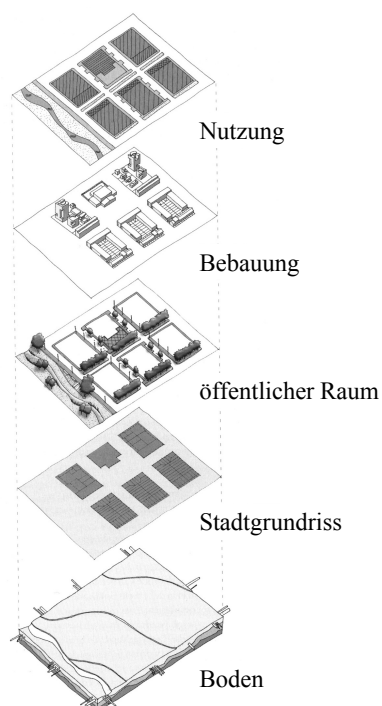 Nutzung
Bebauung
öffentlicher Raum
Stadtgrundriss
Boden